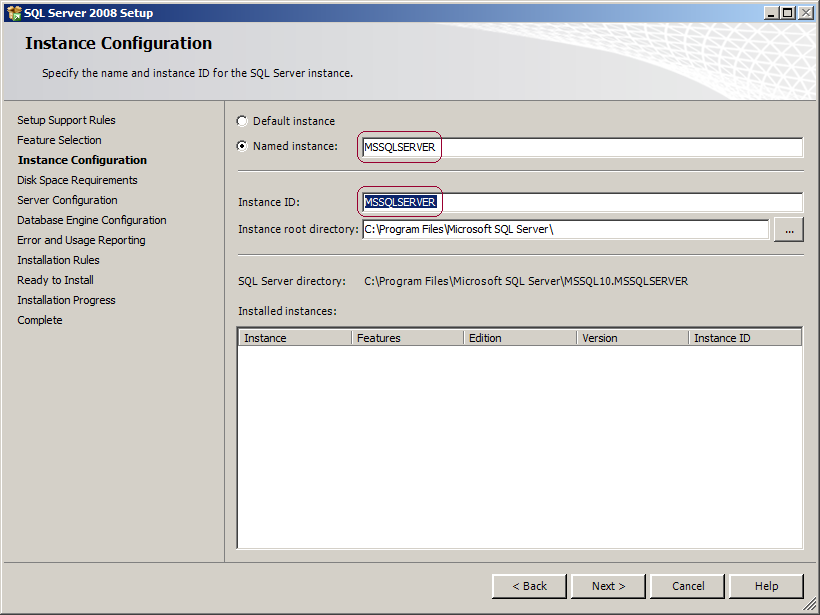 SQL Server 2008 Setup
Instance Configuration
Specify the name and instance ID for the SQL Server instance.
Setup Support Rules
Feature Selection
Instance Configuration
Disk Space Requirements
Server Configuration
Database Engine Configuration
Error and Usage Reporting
Installation Rules
Ready to Install
Installation Progress
Complete
Default instance
Named instance: MSSQLSERVER
Instance ID: MSSQLSERVER
Instance root directory: C:\Program Files\Microsoft SQL Server\ ...
SQL Server directory: C:\Program Files\Microsoft SQL Server\MSSQL10.MSSQLSERVER
Installed instances:
Instance Features Edition Version Instance ID
< Back Next > Cancel Help